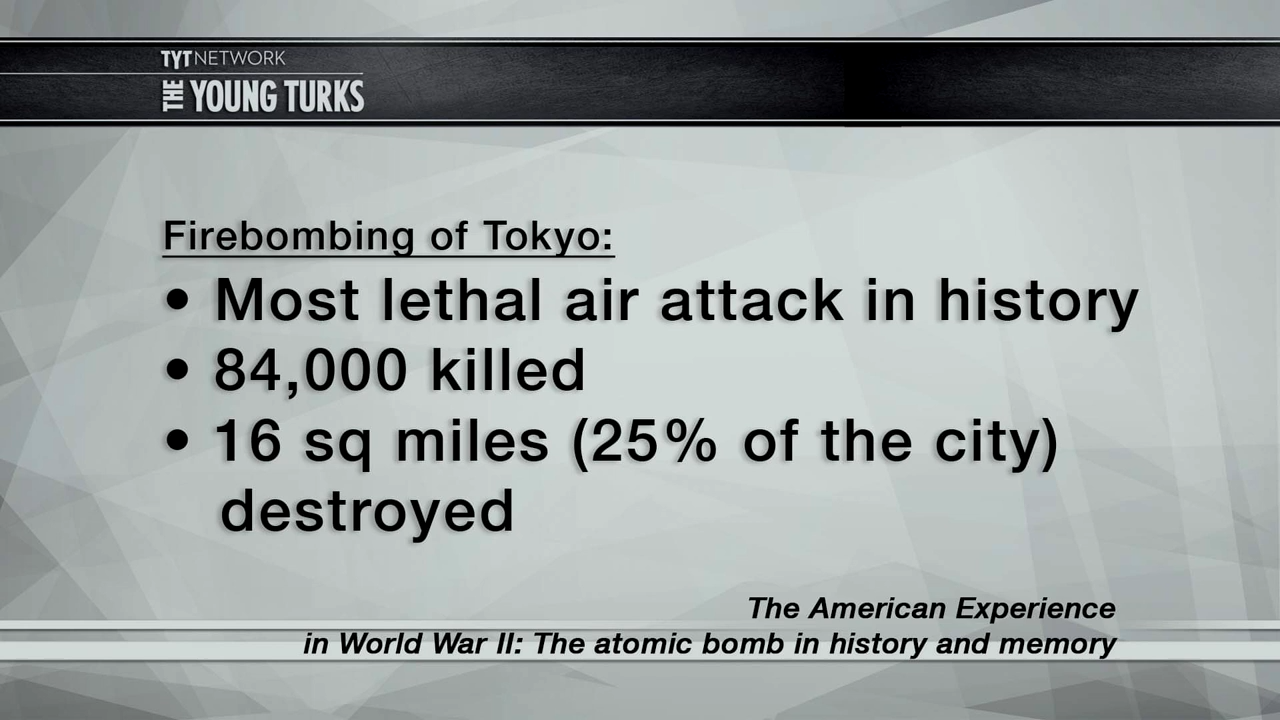 TYT NETWORK
THE YOUNG TURKS
Firebombing of Tokyo:
• Most lethal air attack in history
• 84,000 killed
• 16 sq miles (25% of the city)
destroyed
The American Experience
in World War II: The atomic bomb in history and memory